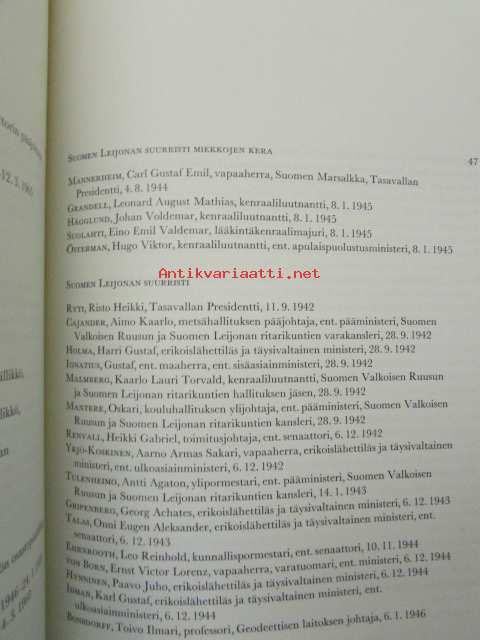 torin pääjohtaja
12. 3. 1960
SUOMEN LEIJONAN SUURRISTI MIEKKOJEN KERA
47
MANNERHEIM, Carl Gustaf Emil, vapaaherra, Suomen Marsalkka, Tasavallan
Presidentti, 4. 8. 1944
GRANDELL, Leonard August Mathias, kenraaliluutnantti, 8. 1. 1945
HÄGGLUND, Johan Voldemar, kenraaliluutnantti, 8. 1. 1945
SUOLAHTI, Eino Emil Valdemar, lääkintäkenraalimajuri, 8. 1. 1945
ÖSTERMAN, Hugo Viktor, kenraaliluutnantti, ent. apulaispuolustusministeri, 8. 1. 1945
Antikvariaatti.net
SUOMEN LEIJONAN SUURRISTI
RYTI, Risto Heikki, Tasavallan Presidentti, 11. 9. 1942
CAJANDER, Aimo Kaarlo, metsähallituksen pääjohtaja, ent. pääministeri, Suomen
Valkoisen Ruusun ja Suomen Leijonan ritarikuntien varakansleri, 28. 9. 1942
HOLMA, Harri Gustaf, erikoislähettiläs ja täysivaltainen ministeri, 28. 9. 1942
IGNATIUS, Gustaf, ent. maaherra, ent. sisäasiainministeri, 28. 9. 1942
MALMBERG, Kaarlo Lauri Torvald, kenraaliluutnantti, Suomen Valkoisen Ruusun
ja Suomen Leijonan ritarikuntien hallituksen jäsen, 28. 9. 1942
MANTERE, Oskari, kouluhallituksen ylijohtaja, ent. pääministeri, Suomen Valkoisen
Ruusun ja Suomen Leijonan ritarikuntien kansleri, 28. 9. 1942
RENVALL, Heikki Gabriel, toimitusjohtaja, ent. senaattori, 6. 12. 1942
YRJÖ-KOSKINEN, Aarno Armas Sakari, vapaaherra, erikoislähettiläs ja täysivaltainen
ministeri, ent. ulkoasiainministeri, 6. 12. 1942
TULENHEIMO, Antti Agaton, ylipormestari, ent. pääministeri, Suomen Valkoisen
Ruusun ja Suomen Leijonan ritarikuntien kansleri, 14. 1. 1943
GRIPENBERG, Georg Achates, erikoislähettiläs ja täysivaltainen ministeri, 6. 12. 1943
TALAS, Onni Eugen Aleksander, erikoislähettiläs ja täysivaltainen ministeri, ent.
senaattori, 6. 12. 1943
EHRNROOTH, Leo Reinhold, kunnallispormestari, ent. senaattori, 10. 11. 1944
VON BORN, Ernst Victor Lorenz, vapaaherra, varatuomari, ent. ministeri, 6. 12. 1944
HYNNINEN, Paavo Juho, erikoislähettiläs ja täysivaltainen ministeri, 6. 12. 1944
IDMAN, Karl Gustaf, erikoislähettiläs ja täysivaltainen ministeri, ent.
ulkoasiainministeri, 6. 12. 1944
BONSDORFF, Toivo Ilmari, professori, Geodeettisen laitoksen johtaja, 6. 1. 1946